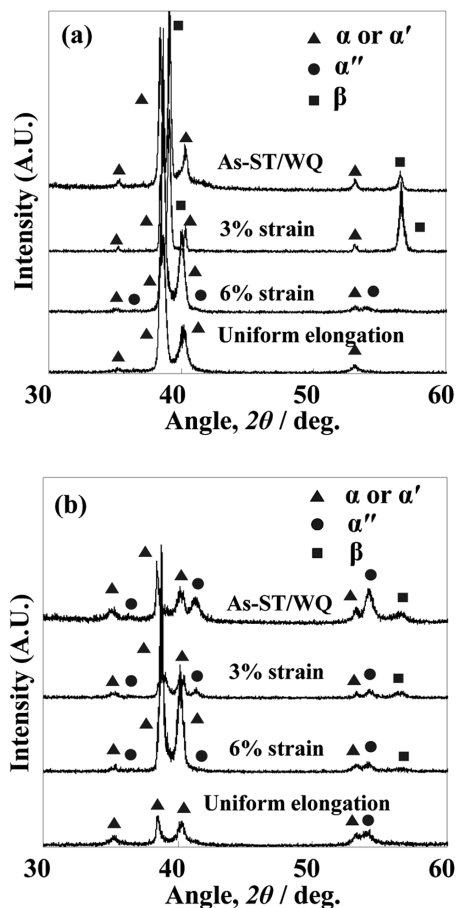 (a)
▲ α or α′
● α″
■ β
As-ST/WQ
3% strain
6% strain
Uniform elongation
Intensity (A.U.)
30 40 50 60
Angle, 2θ / deg.
(b)
▲ α or α′
● α″
■ β
As-ST/WQ
3% strain
6% strain
Uniform elongation
Intensity (A.U.)
30 40 50 60
Angle, 2θ / deg.